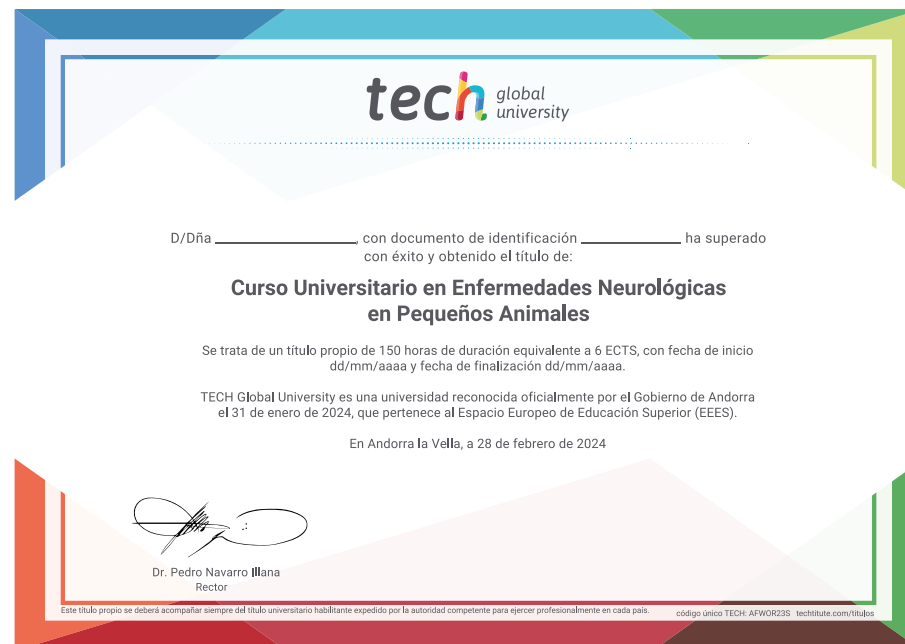 tech global university
D/Dña ____________________, con documento de identificación ______________ ha superado
con éxito y obtenido el título de:
Curso Universitario en Enfermedades Neurológicas
en Pequeños Animales
Se trata de un título propio de 150 horas de duración equivalente a 6 ECTS, con fecha de inicio
dd/mm/aaaa y fecha de finalización dd/mm/aaaa.
TECH Global University es una universidad reconocida oficialmente por el Gobierno de Andorra
el 31 de enero de 2024, que pertenece al Espacio Europeo de Educación Superior (EEES).
En Andorra la Vella, a 28 de febrero de 2024
Dr. Pedro Navarro Illana
Rector
Este título propio se deberá acompañar siempre del título universitario habilitante expedido por la autoridad competente para ejercer profesionalmente en cada país.
código único TECH: AFWOR23S techtitute.com/titulos